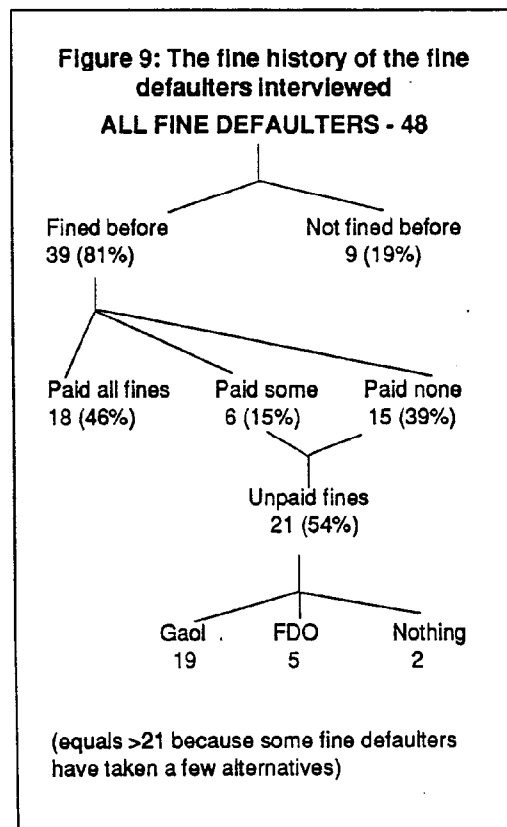 Figure 9: The fine history of the fine
defaulters interviewed
ALL FINE DEFAULTERS - 48
Fined before
39 (81%)
Not fined before
9 (19%)
Paid all fines
18 (46%)
Paid some
6 (15%)
Paid none
15 (39%)
Unpaid fines
21 (54%)
Gaol
19
FDO
5
Nothing
2
(equals >21 because some fine defaulters
have taken a few alternatives)